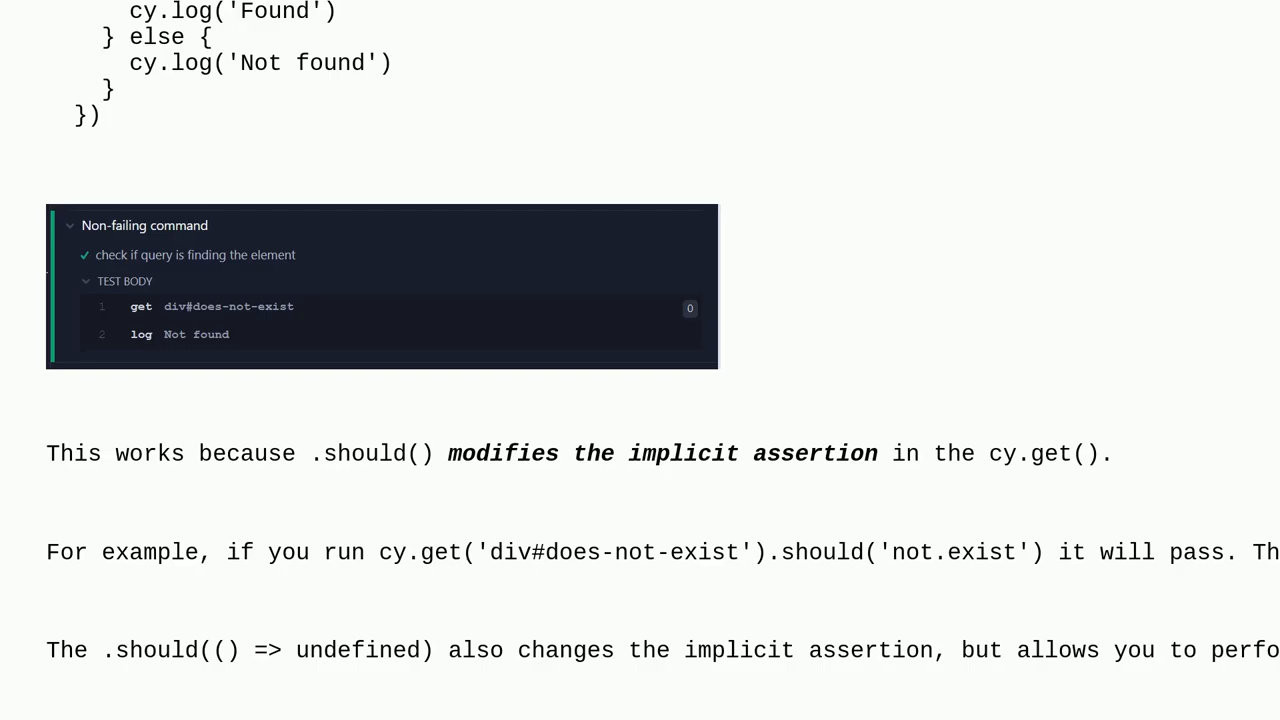 cy.log('Found')
} else {
cy.log('Not found')
}
})
Non-failing command
check if query is finding the element
TEST BODY
1 get div#does-not-exist 0
2 log Not found
This works because .should() modifies the implicit assertion in the cy.get().
For example, if you run cy.get('div#does-not-exist').should('not.exist') it will pass. Th
The .should(() => undefined) also changes the implicit assertion, but allows you to perfo